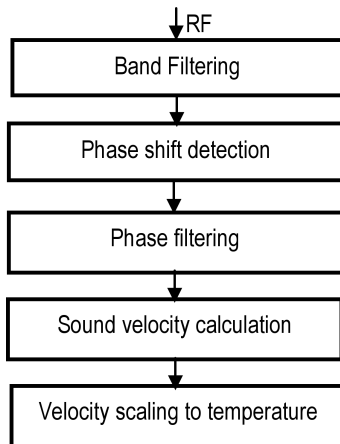 RF
Band Filtering
Phase shift detection
Phase filtering
Sound velocity calculation
Velocity scaling to temperature